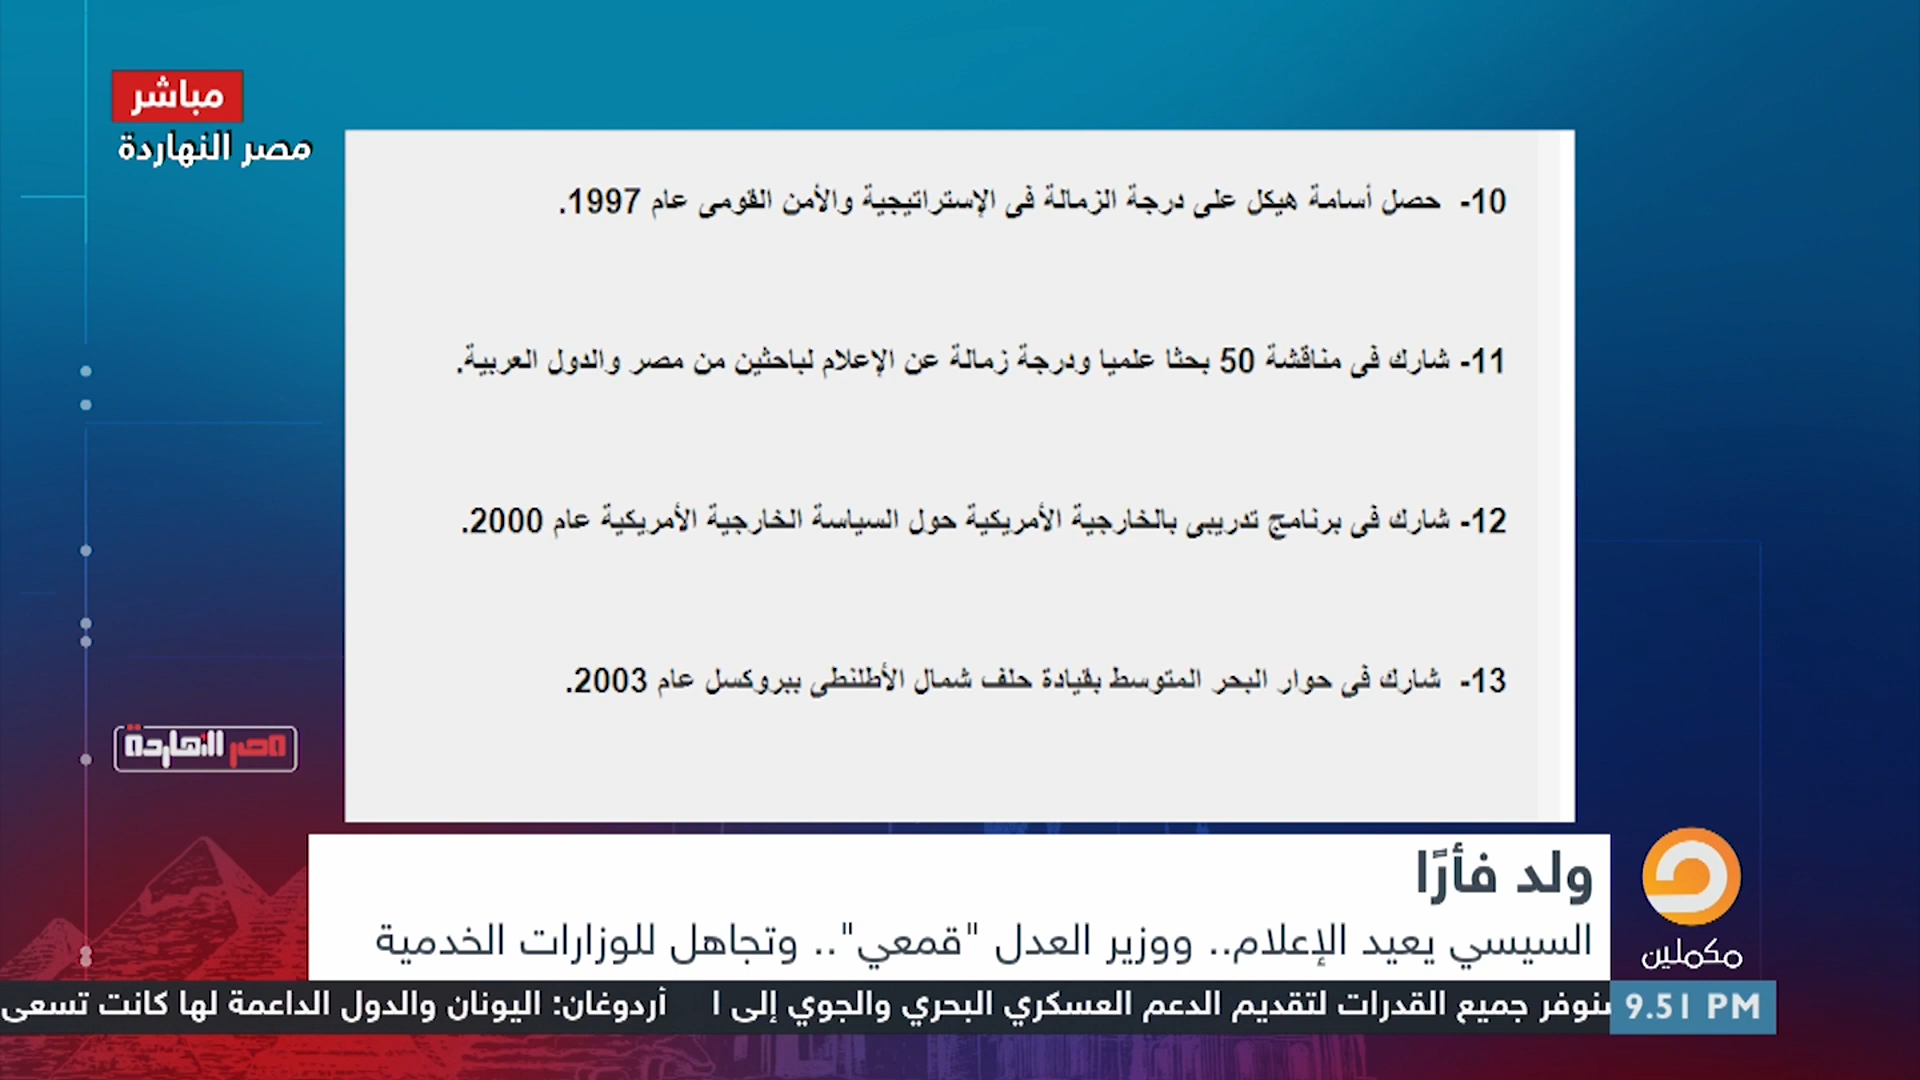 مباشر
مصر النهاردة
10- حصل أسامة هيكل على درجة الزمالة فى الإستراتيجية والأمن القومى عام 1997.
11- شارك فى مناقشة 50 بحثا علميا ودرجة زمالة عن الإعلام لباحثين من مصر والدول العربية.
12- شارك فى برنامج تدريبى بالخارجية الأمريكية حول السياسة الخارجية الأمريكية عام 2000.
13- شارك فى حوار البحر المتوسط بقيادة حلف شمال الأطلنطى ببروكسل عام 2003.
مصر النهاردة
ولد فأرًا
السيسي يعيد الإعلام.. ووزير العدل "قمعي".. وتجاهل للوزارات الخدمية
مكملين
سنوفر جميع القدرات لتقديم الدعم العسكري البحري والجوي إلى ا أردوغان: اليونان والدول الداعمة لها كانت تسعى
9.51 PM